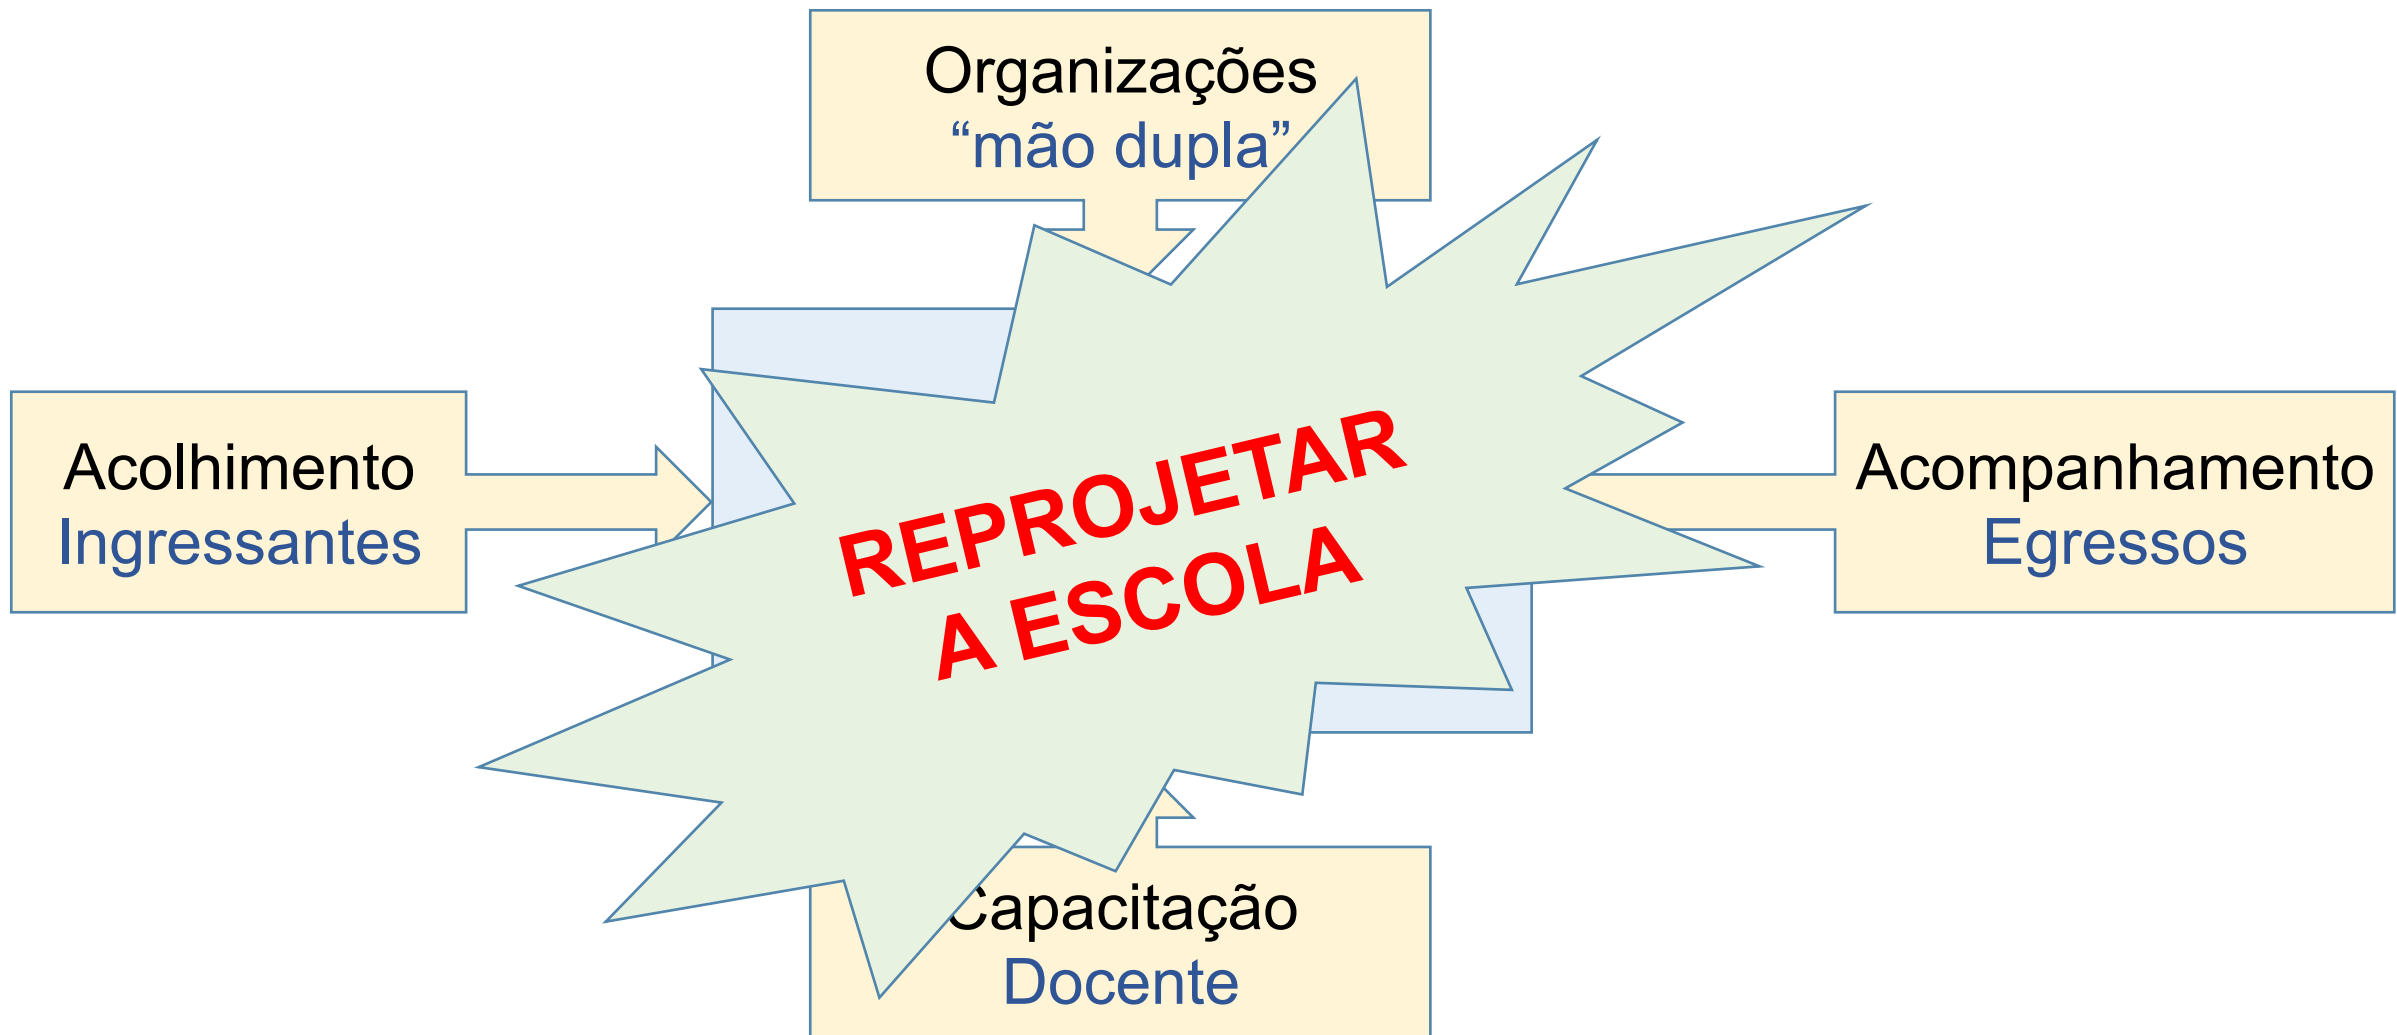 Organizações
“mão dupla”
Acolhimento
Ingressantes
REPROJETAR
A ESCOLA
Acompanhamento
Egressos
Capacitação
Docente